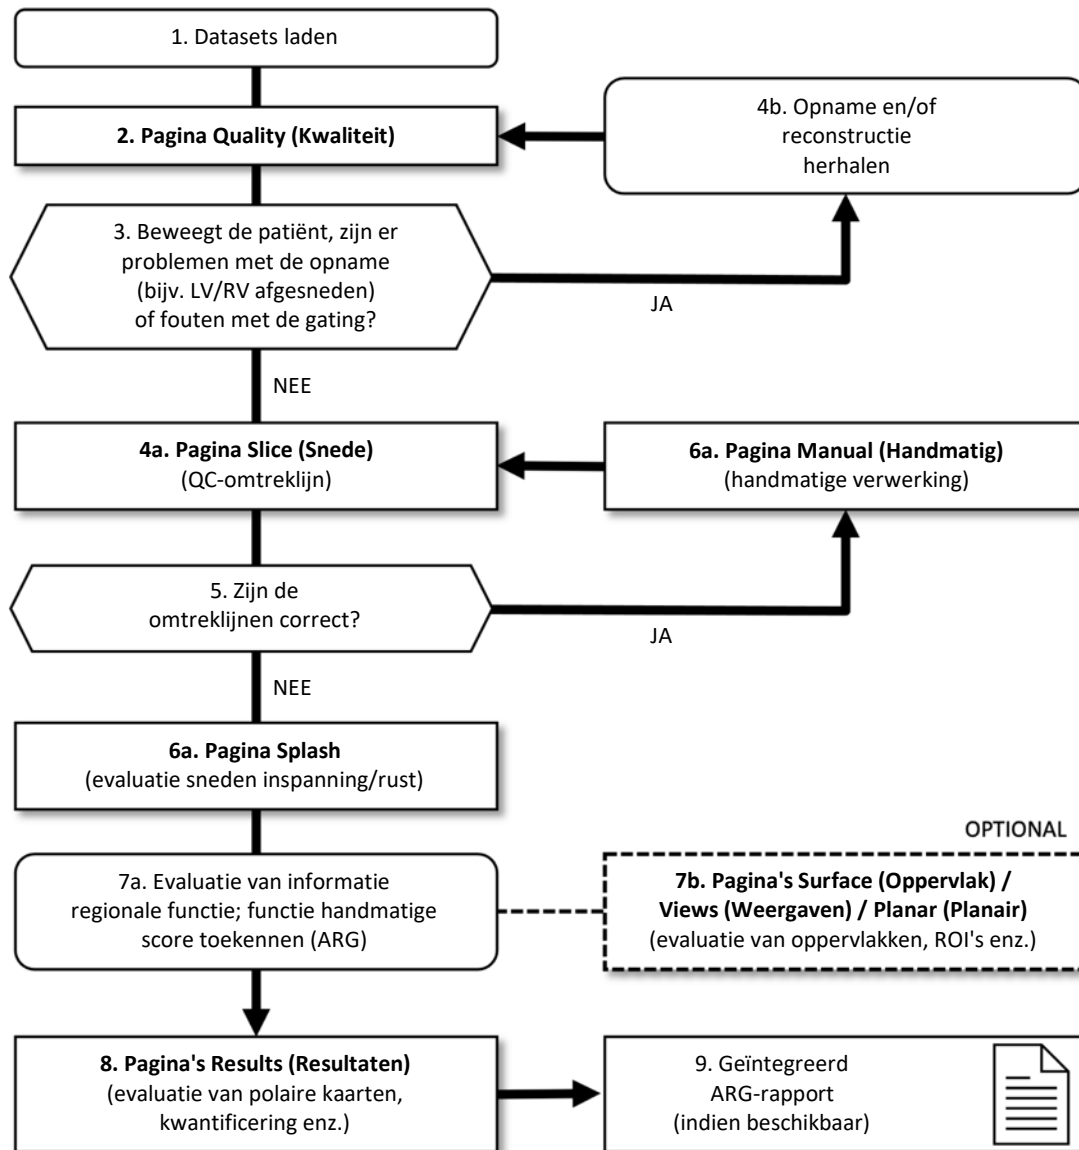 1. Datasets laden
2. Pagina Quality (Kwaliteit)
4b. Opname en/of
reconstructie
herhalen
3. Beweegt de patiënt, zijn er
problemen met de opname
(bijv. LV/RV afgesneden)
of fouten met de gating?
JA
NEE
4a. Pagina Slice (Snede)
(QC-omtreklijn)
6a. Pagina Manual (Handmatig)
(handmatige verwerking)
5. Zijn de
omtreklijnen correct?
JA
NEE
6a. Pagina Splash
(evaluatie sneden inspanning/rust)
OPTIONAL
7a. Evaluatie van informatie
regionale functie; functie handmatige
score toekennen (ARG)
7b. Pagina's Surface (Oppervlak) /
Views (Weergaven) / Planar (Planair)
(evaluatie van oppervlakken, ROI's enz.)
8. Pagina's Results (Resultaten)
(evaluatie van polaire kaarten,
kwantificering enz.)
9. Geïntegreerd
ARG-rapport
(indien beschikbaar)